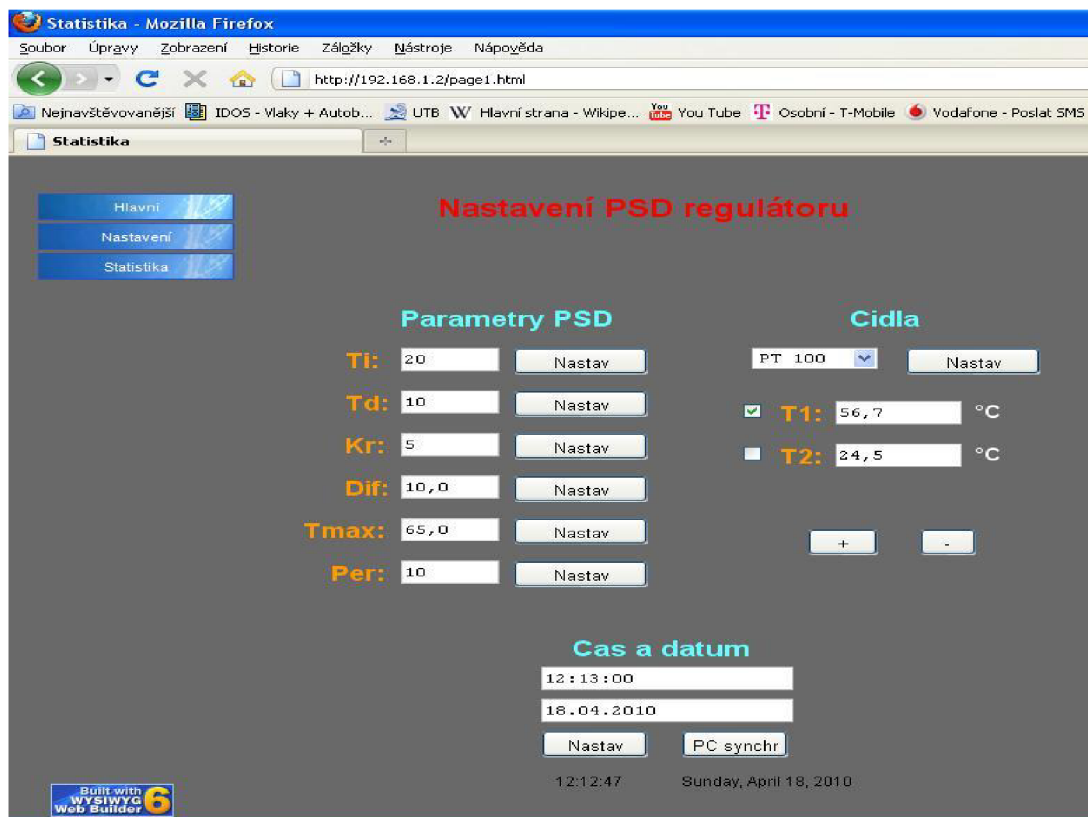 Statistika - Mozilla Firefox
Soubor Úpravy Zobrazení Historie Záložky Nástroje Nápověda
http://192.168.1.2/page1.html
Nejnavštěvovanější IDOS - Vlaky + Autob... UTB W Hlavní strana - Wikipe... You Tube You Tube T Osobní - T-Mobile Vodafone - Poslat SMS
Statistika
Hlavní
Nastavení
Statistika
Nastavení PSD regulátoru
Parametry PSD
Ti: 20 Nastav
Td: 10 Nastav
Kr: 5 Nastav
Dif: 10,0 Nastav
Tmax: 65,0 Nastav
Per: 10 Nastav
Cidla
PT 100 Nastav
T1: 56,7 °C
T2: 24,5 °C
+ -
Cas a datum
12:13:00
18.04.2010
Nastav PC synchr
12:12:47 Sunday, April 18, 2010
Built with
WYSIWYG
Web Builder 6